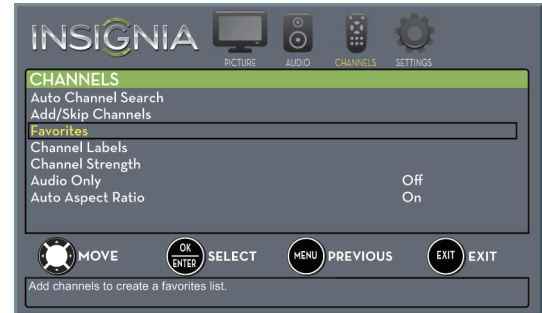 INSIGNIA
PICTURE AUDIO CHANNELS SETTINGS
CHANNELS
Auto Channel Search
Add/Skip Channels
Favorites
Channel Labels
Channel Strength
Audio Only Off
Auto Aspect Ratio On
MOVE OK ENTER SELECT MENU PREVIOUS EXIT EXIT
Add channels to create a favorites list.